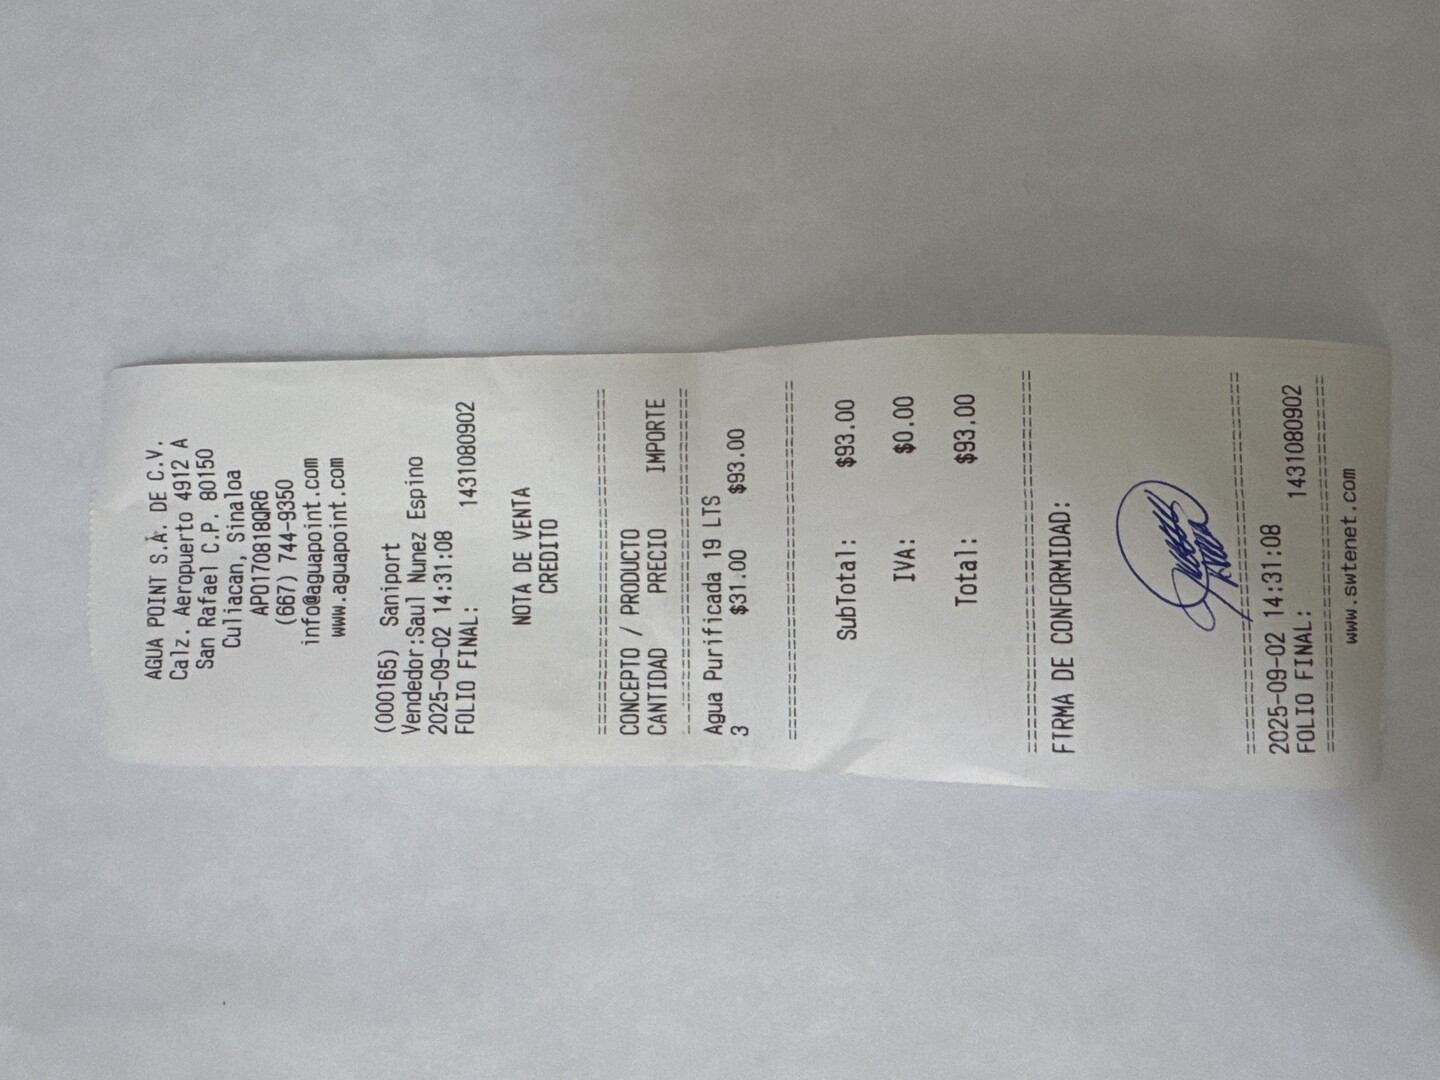 AGUA POINT S.A. DE C.V.
Calz. Aeropuerto 4912 A
San Rafael C.P. 80150
Culiacan, Sinaloa
APO170818QR6
(667) 744-9350
info@aguapoint.com
www.aguapoint.com
(000165) Saniport
Vendedor:Saul Nunez Espino
2025-09-02 14:31:08
FOLIO FINAL: 1431080902
NOTA DE VENTA
CREDITO
CONCEPTO / PRODUCTO
CANTIDAD PRECIO IMPORTE
Agua Purificada 19 LTS
3 $31.00 $93.00
SubTotal: $93.00
IVA: $0.00
Total: $93.00
FIRMA DE CONFORMIDAD:
2025-09-02 14:31:08
FOLIO FINAL: 1431080902
www.swtenet.com